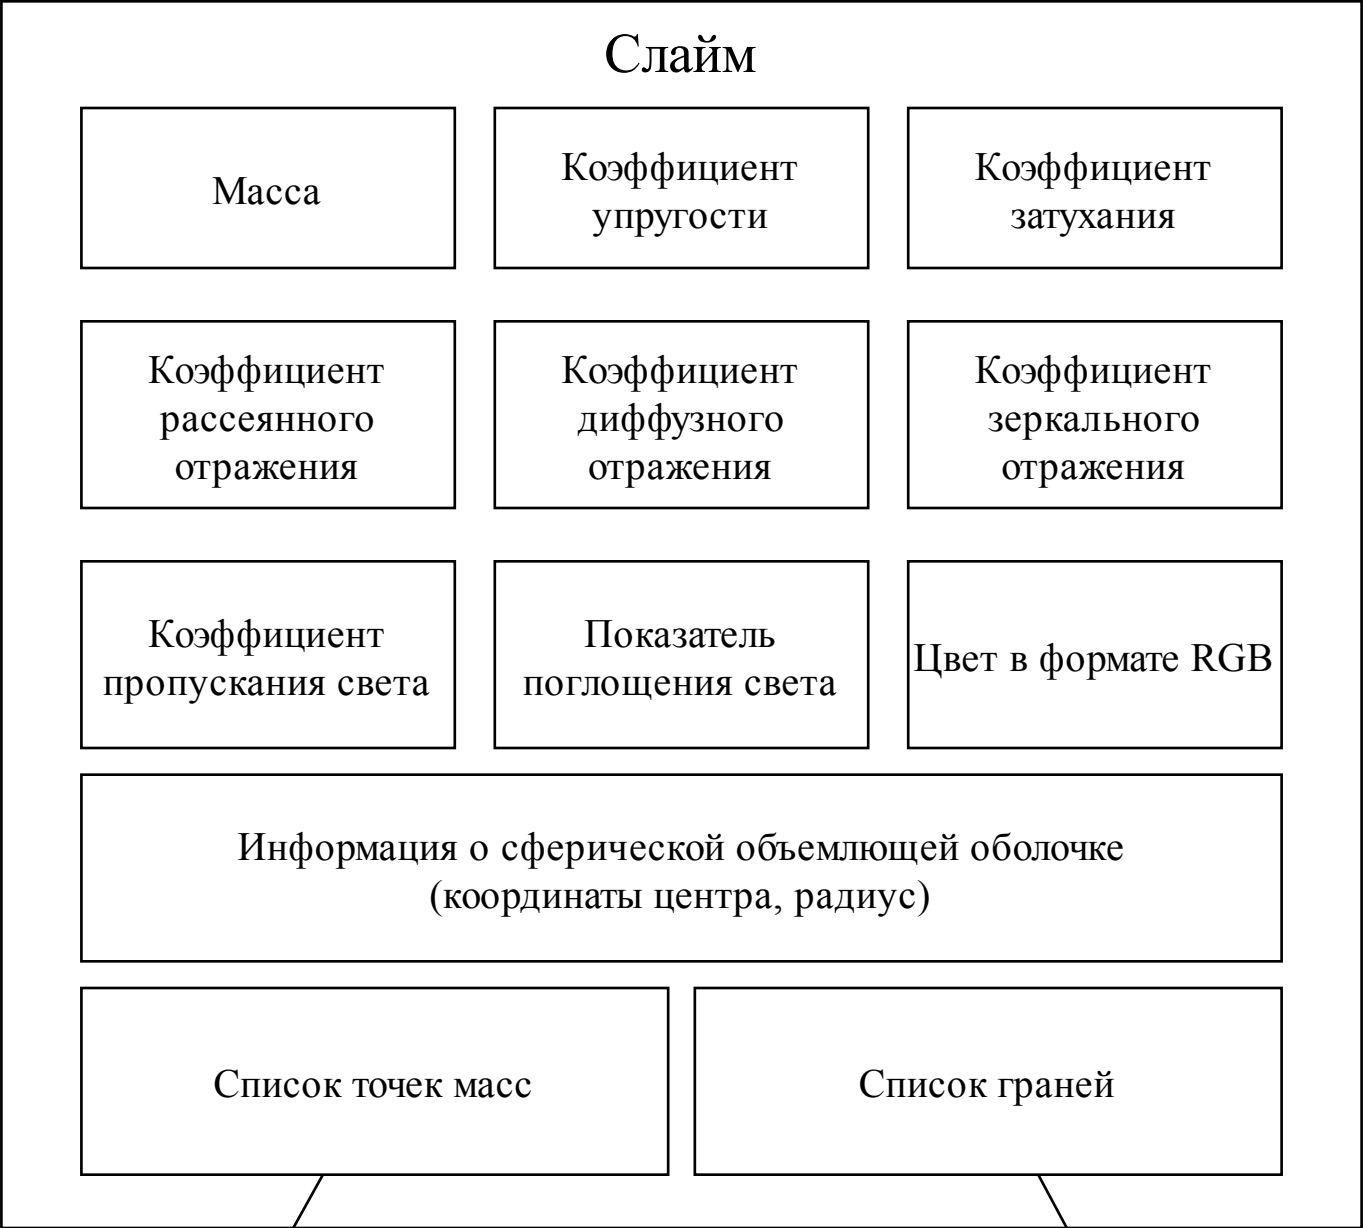 Слайм
Масса
Коэффициент
упругости
Коэффициент
затухания
Коэффициент
рассеянного
отражения
Коэффициент
диффузного
отражения
Коэффициент
зеркального
отражения
Коэффициент
пропускания света
Показатель
поглощения света
Цвет в формате RGB
Информация о сферической объемлющей оболочке
(координаты центра, радиус)
Список точек масс
Список граней